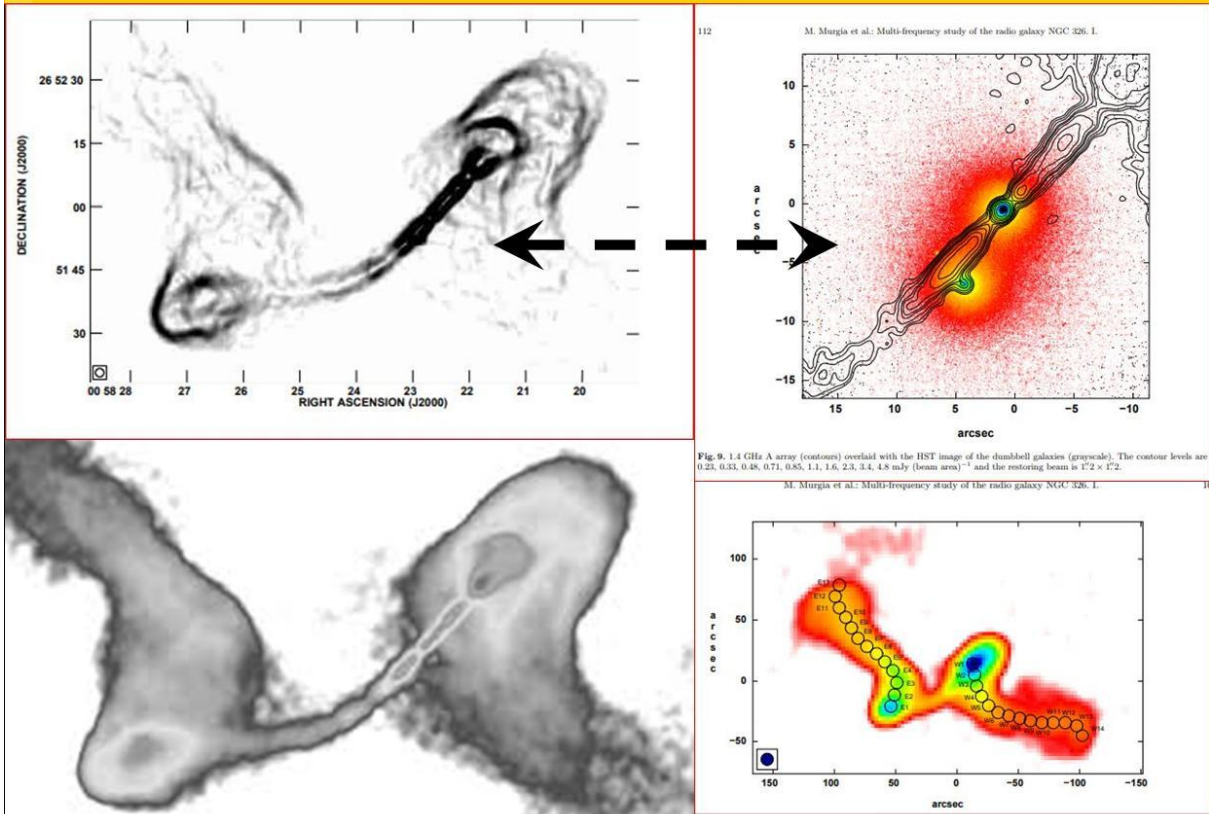 DECLINATION (J2000)
26 52 30
15
00
51 45
30
00 58 28
27
26
25
24
23
22
21
20
RIGHT ASCENSION (J2000)
112
M. Murgia et al.: Multi-frequency study of the radio galaxy NGC 326. I.
arcsec
10
5
0
−5
−10
−15
15
10
5
0
−5
−10
arcsec
Fig. 9. 1.4 GHz A array (contours) overlaid with the HST image of the dumbbell galaxies (grayscale). The contour levels are
0.23, 0.33, 0.48, 0.71, 0.85, 1.1, 1.6, 2.3, 3.4, 4.8 mJy (beam area)−1 and the restoring beam is 1″.2 × 1″.2.
M. Murgia et al.: Multi-frequency study of the radio galaxy NGC 326. I.
arcsec
100
50
0
−50
E12
E11
E10
E4
E3
E2
E1
W1
W2
W3
W4
W5
W6
W11
W12
W13
W14
150
100
50
0
−50
−100
−150
arcsec